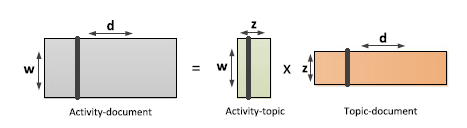 d
w
Activity-document
=
z
w
Activity-topic
x
d
z
Topic-document